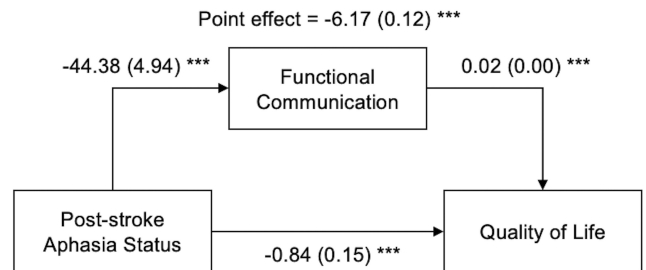 Point effect = -6.17 (0.12) ***
-44.38 (4.94) ***
0.02 (0.00) ***
Functional
Communication
Post-stroke
Aphasia Status
Quality of Life
-0.84 (0.15) ***